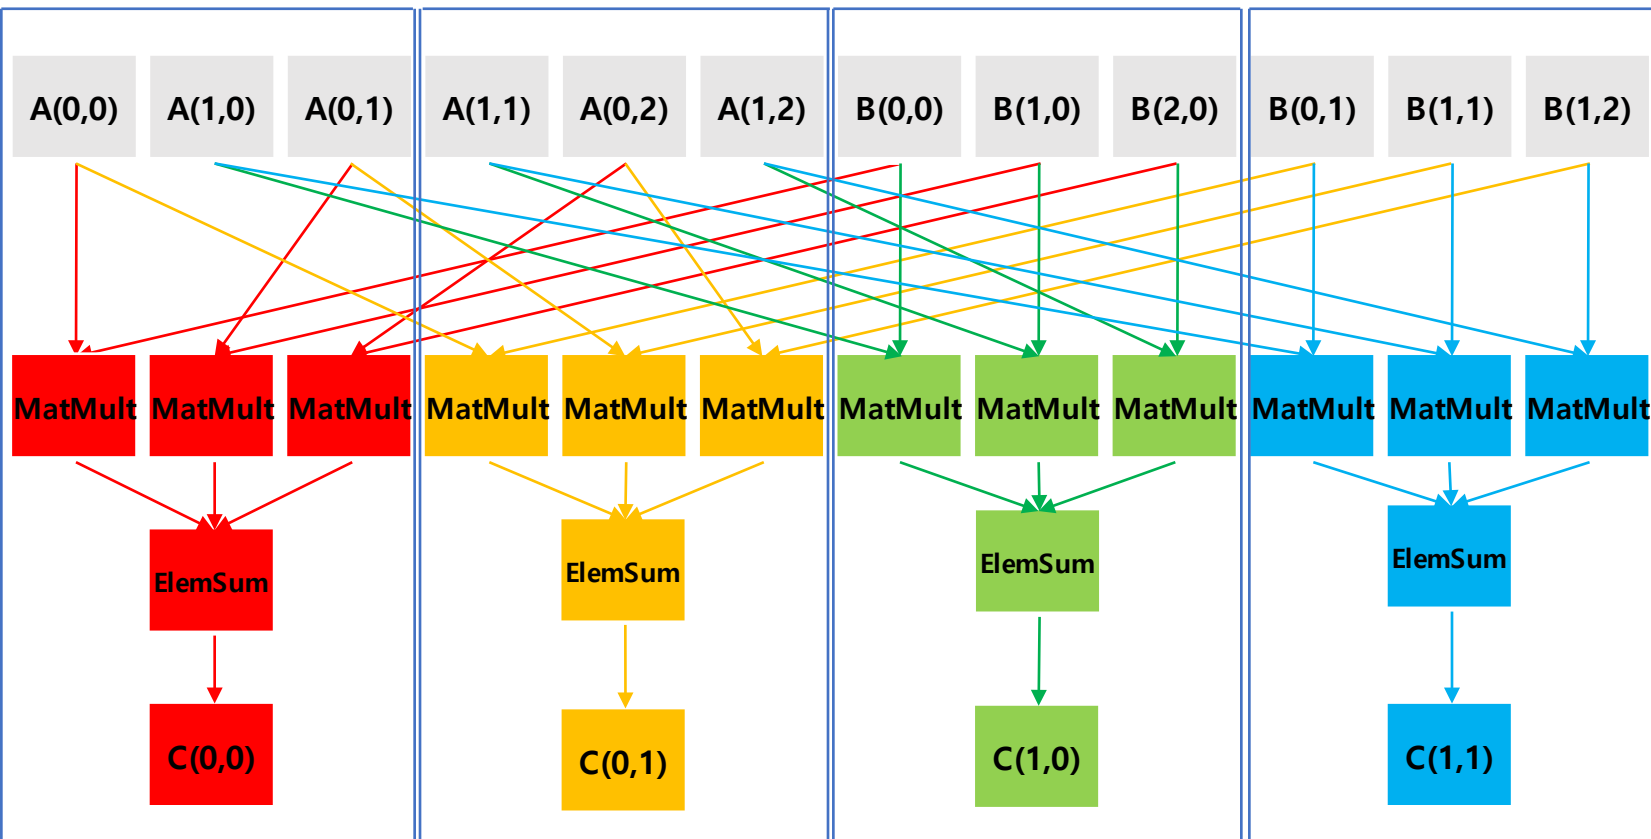 A(0,0) A(1,0) A(0,1) A(1,1) A(0,2) A(1,2) B(0,0) B(1,0) B(2,0) B(0,1) B(1,1) B(1,2)
MatMult MatMult MatMult MatMult MatMult MatMult MatMult MatMult MatMult MatMult MatMult MatMult
ElemSum ElemSum ElemSum ElemSum
C(0,0) C(0,1) C(1,0) C(1,1)